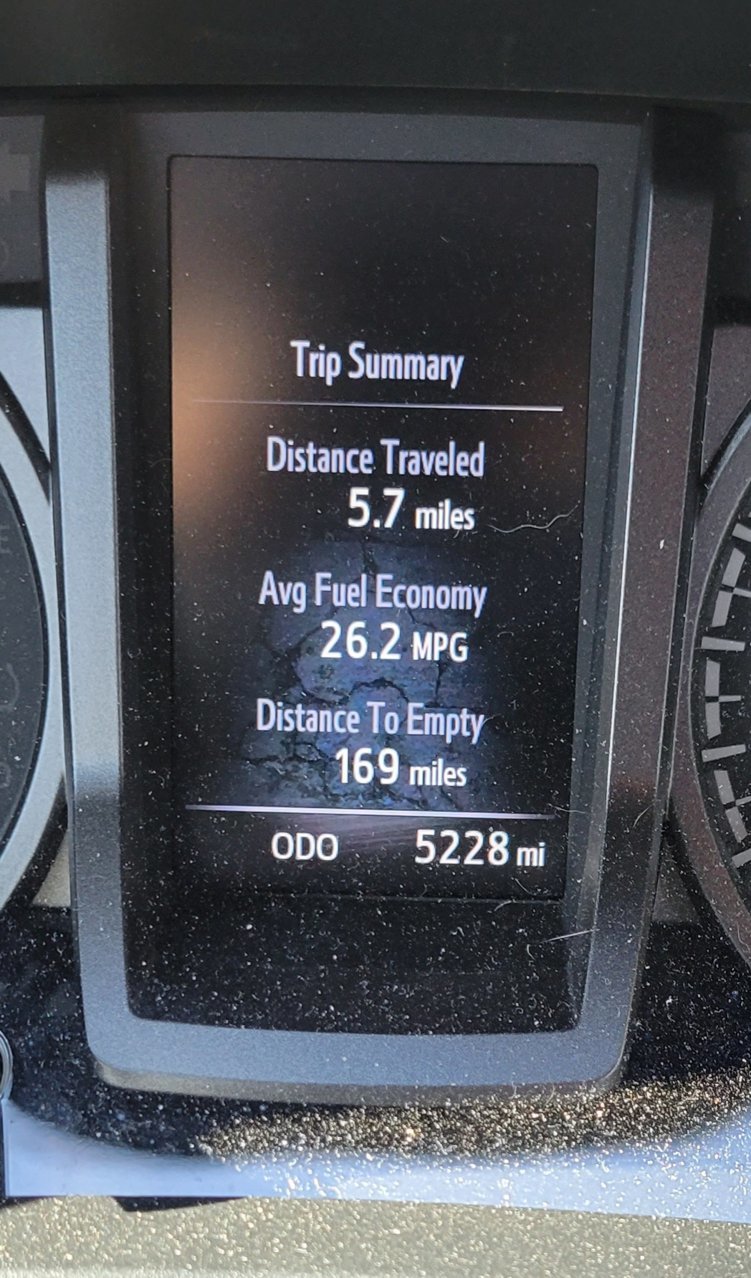 Trip Summary
Distance Traveled
5.7 miles
Avg Fuel Economy
26.2 MPG
Distance To Empty
169 miles
ODO 5228 mi